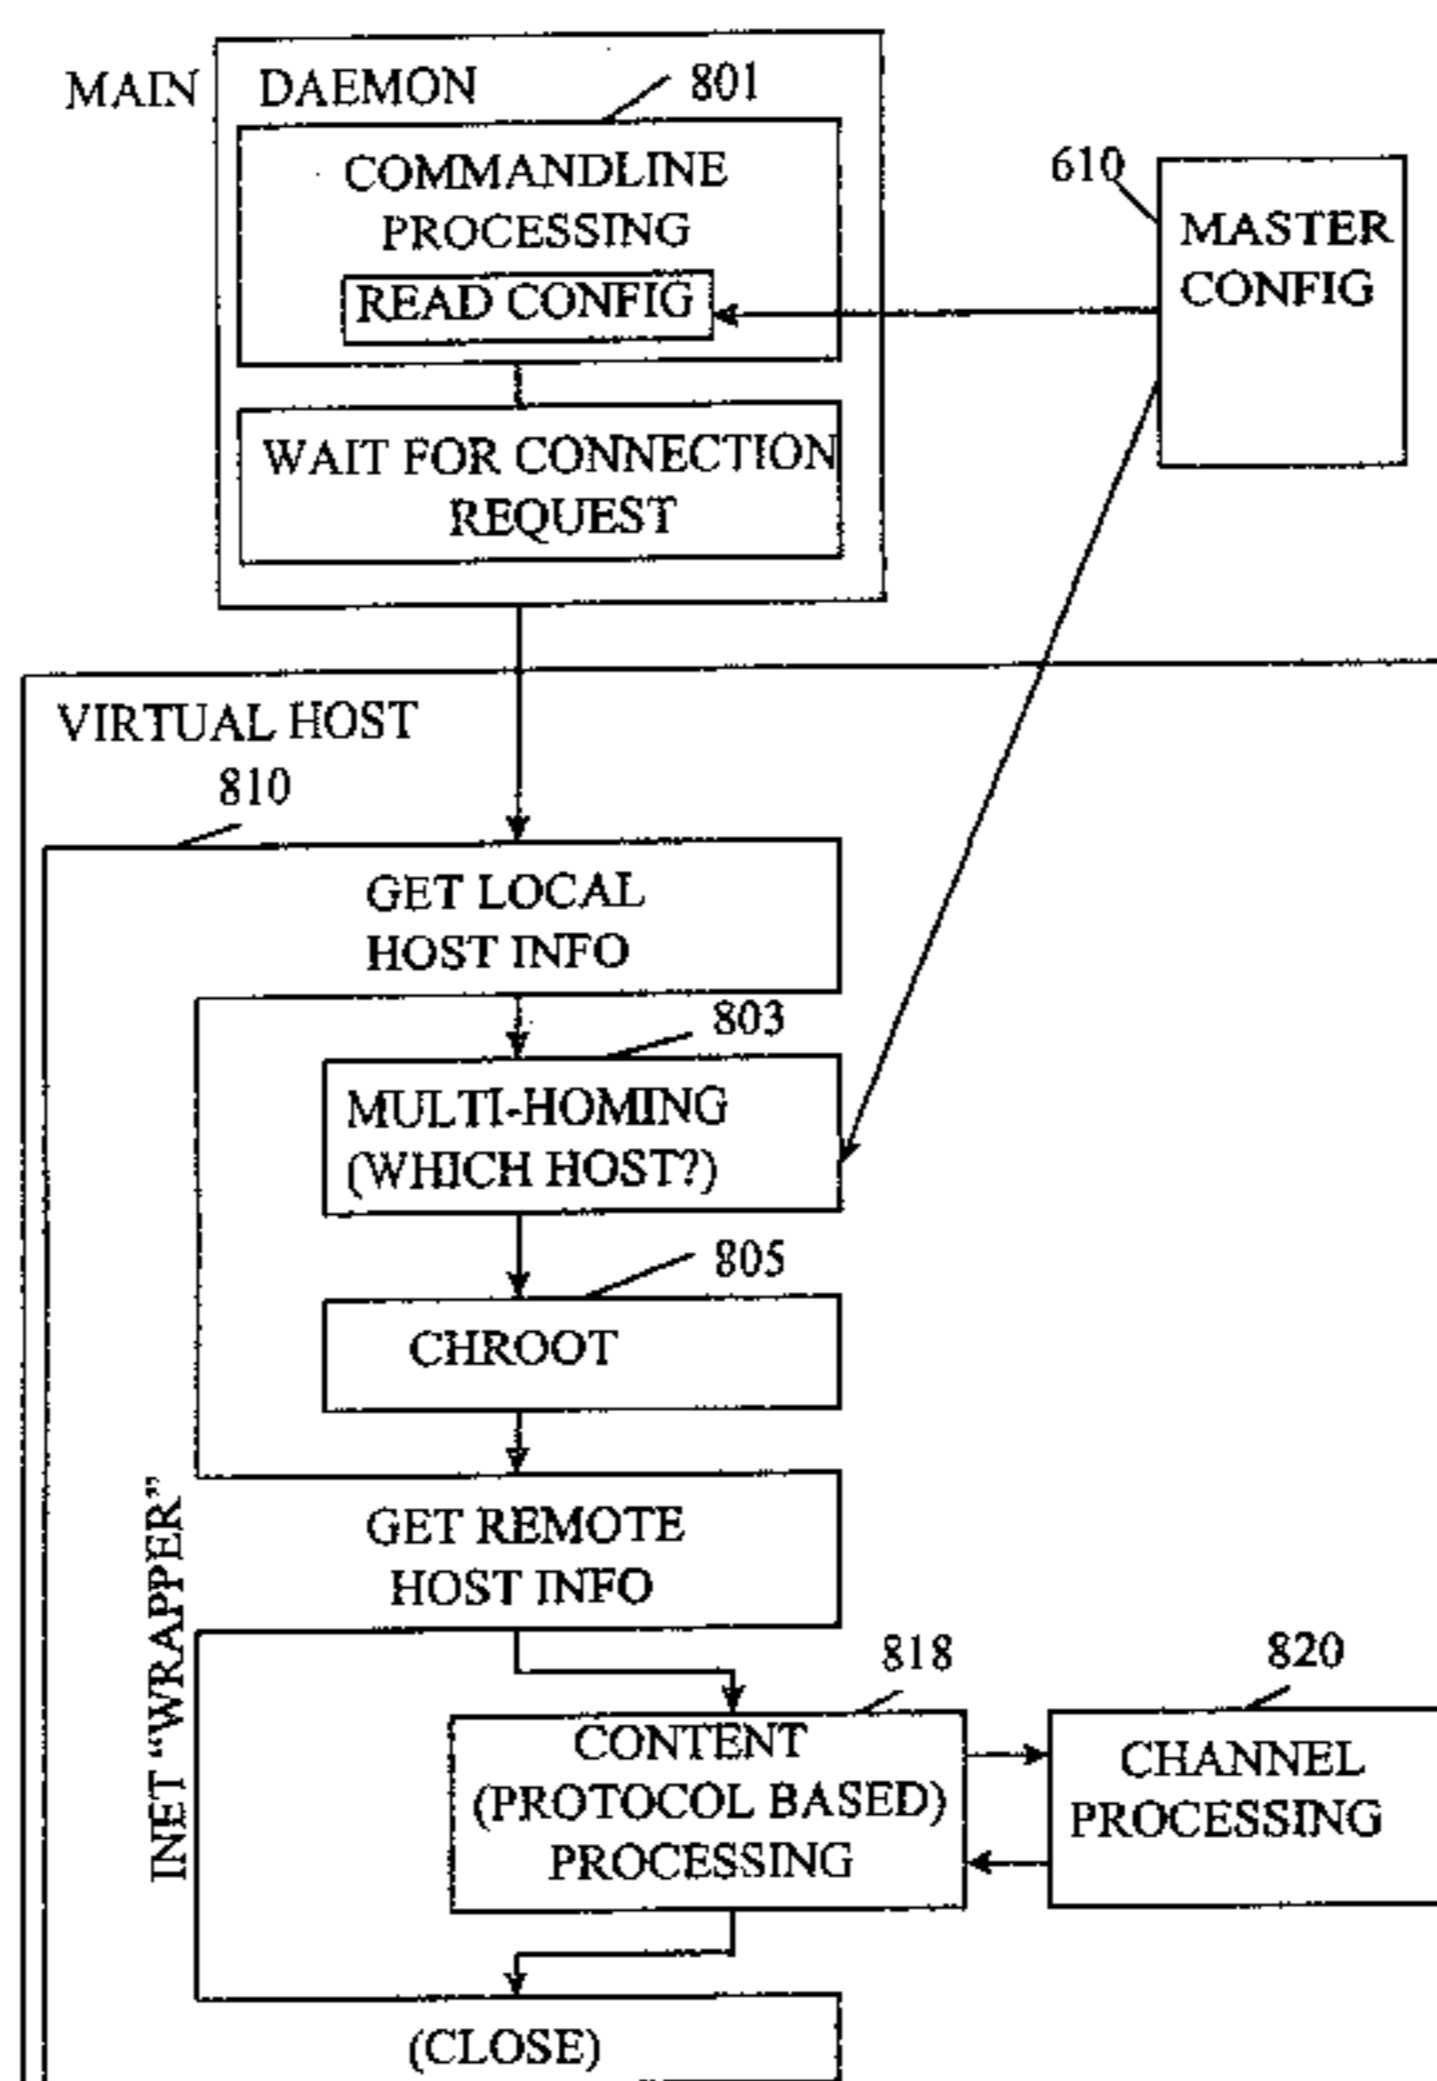 MAIN DAEMON
801
COMMANDLINE
PROCESSING
READ CONFIG
610
MASTER
CONFIG
WAIT FOR CONNECTION
REQUEST
VIRTUAL HOST
810
GET LOCAL
HOST INFO
803
MULTI-HOMING
(WHICH HOST?)
805
CHROOT
INET “WRAPPER”
GET REMOTE
HOST INFO
818
820
CONTENT
(PROTOCOL BASED)
PROCESSING
CHANNEL
PROCESSING
(CLOSE)